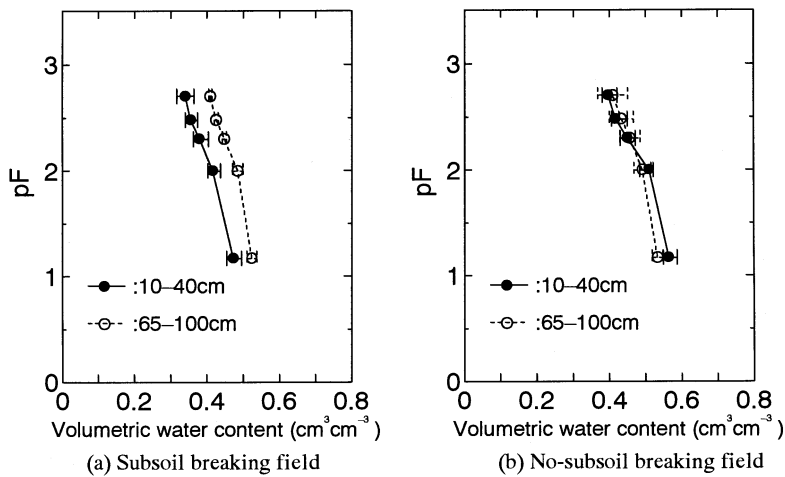 3
2
1
0
pF
:10–40cm
:65–100cm
0 0.2 0.4 0.6 0.8
Volumetric water content (cm³cm⁻³)
(a) Subsoil breaking field
3
2
1
0
pF
:10–40cm
:65–100cm
0 0.2 0.4 0.6 0.8
Volumetric water content (cm³cm⁻³)
(b) No-subsoil breaking field